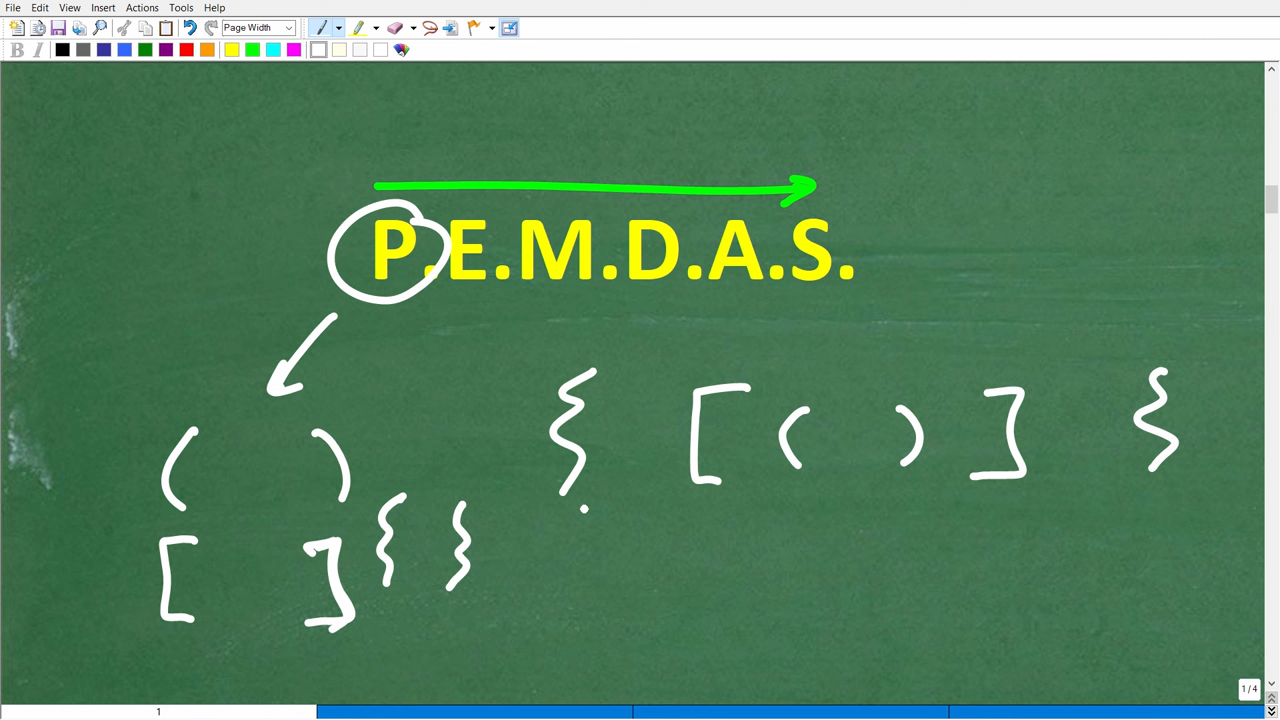 File Edit View Insert Actions Tools Help
Page Width
B I
P.E.M.D.A.S.
{ [ ( ) ] }
( )
{ }
[ ]
1 / 4
1